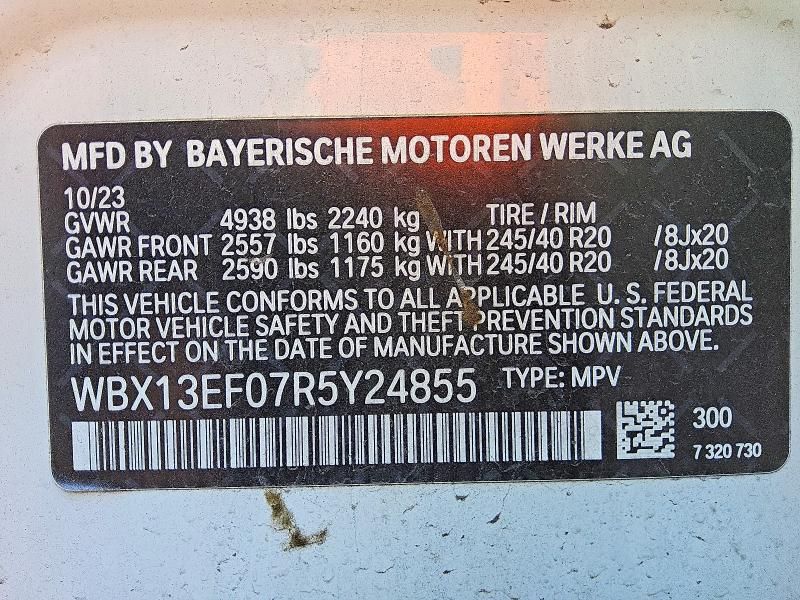 MFD BY BAYERISCHE MOTOREN WERKE AG
10/23
GVWR 4938 lbs 2240 kg TIRE / RIM
GAWR FRONT 2557 lbs 1160 kg WITH 245/40 R20 /8Jx20
GAWR REAR 2590 lbs 1175 kg WITH 245/40 R20 /8Jx20
THIS VEHICLE CONFORMS TO ALL APPLICABLE U. S. FEDERAL
MOTOR VEHICLE SAFETY AND THEFT PREVENTION STANDARDS
IN EFFECT ON THE DATE OF MANUFACTURE SHOWN ABOVE.
WBX13EF07R5Y24855 TYPE: MPV
300
7 320 730